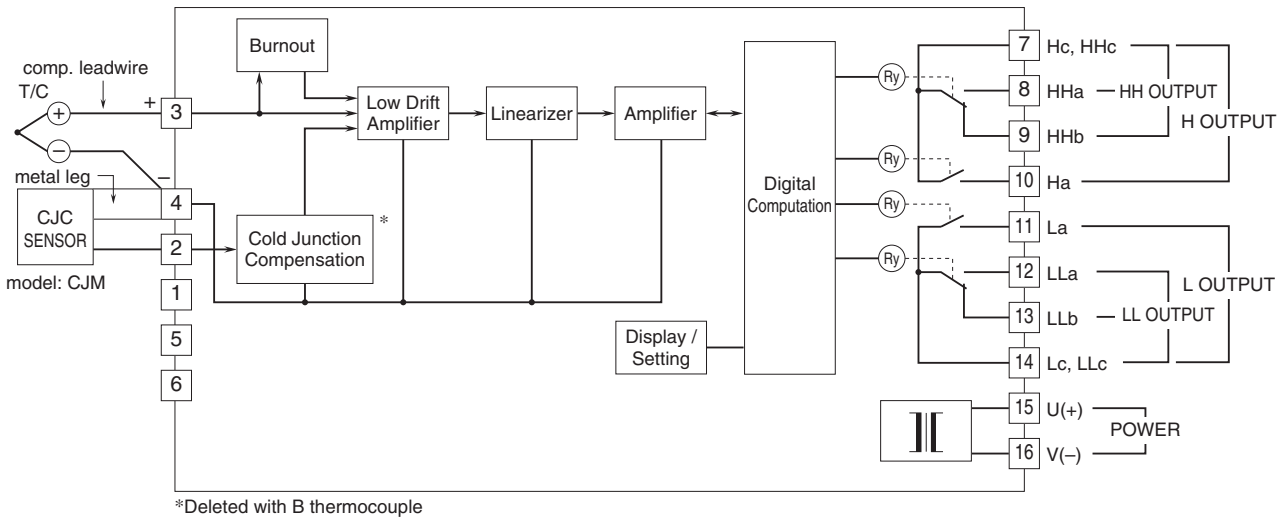 Burnout
comp. leadwire
T/C
+
+
3
Low Drift
Amplifier
Linearizer
Amplifier
−
−
metal leg
4
CJC
SENSOR
2
Cold Junction
Compensation
*
model: CJM
1
5
6
Display /
Setting
Digital
Computation
Ry
Ry
Ry
Ry
7 Hc, HHc
8 HHa HH OUTPUT
9 HHb
H OUTPUT
10 Ha
11 La
12 LLa
L OUTPUT
13 LLb LL OUTPUT
14 Lc, LLc
15 U(+)
POWER
16 V(–)
*Deleted with B thermocouple